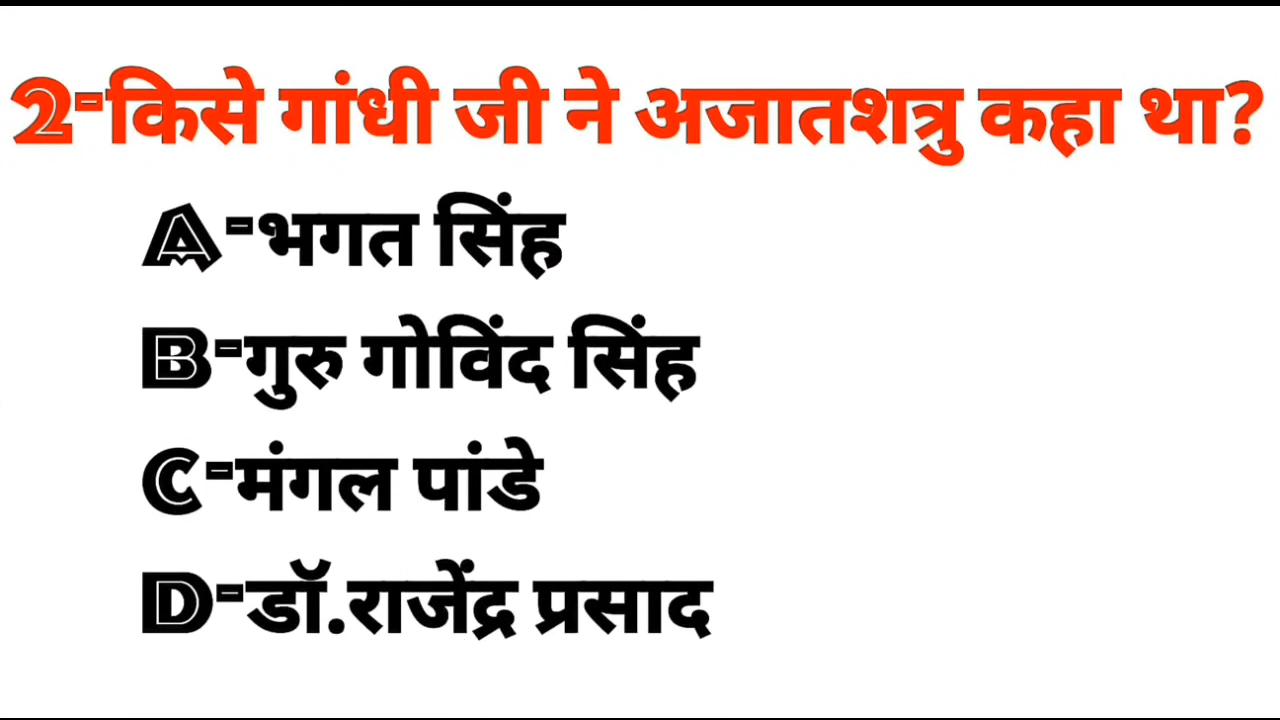 2-किसे गांधी जी ने अजातशत्रु कहा था?
A-भगत सिंह
B-गुरु गोविंद सिंह
C-मंगल पांडे
D-डॉ.राजेंद्र प्रसाद